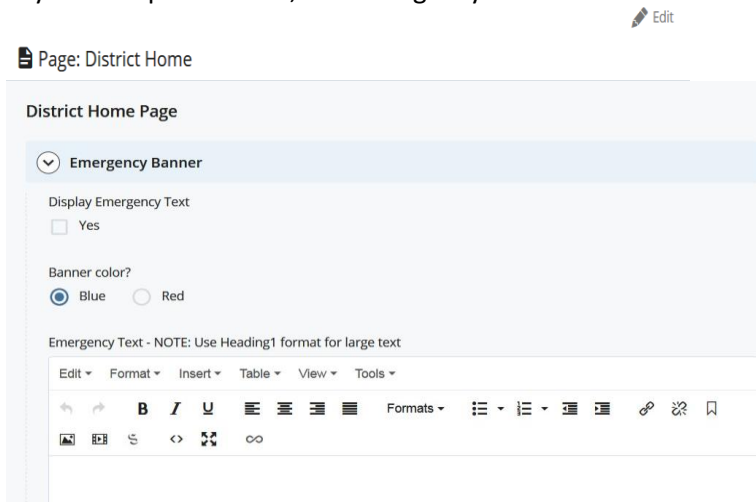 Edit
Page: District Home
District Home Page
Emergency Banner
Display Emergency Text
Yes
Banner color?
Blue Red
Emergency Text - NOTE: Use Heading1 format for large text
Edit Format Insert Table View Tools
B I U Formats
S